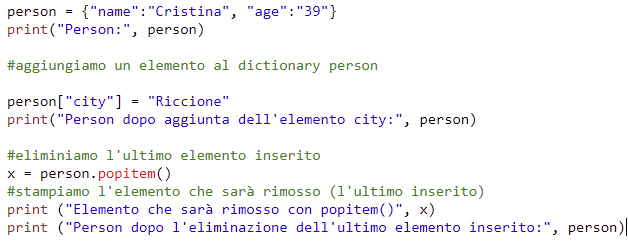 person = {"name":"Cristina", "age":"39"}
print("Person:", person)
#aggiungiamo un elemento al dictionary person
person["city"] = "Riccione"
print("Person dopo aggiunta dell'elemento city:", person)
#eliminiamo l'ultimo elemento inserito
x = person.popitem()
#stampiamo l'elemento che sarà rimosso (l'ultimo inserito)
print ("Elemento che sarà rimosso con popitem()", x)
print ("Person dopo l'eliminazione dell'ultimo elemento inserito:", person)